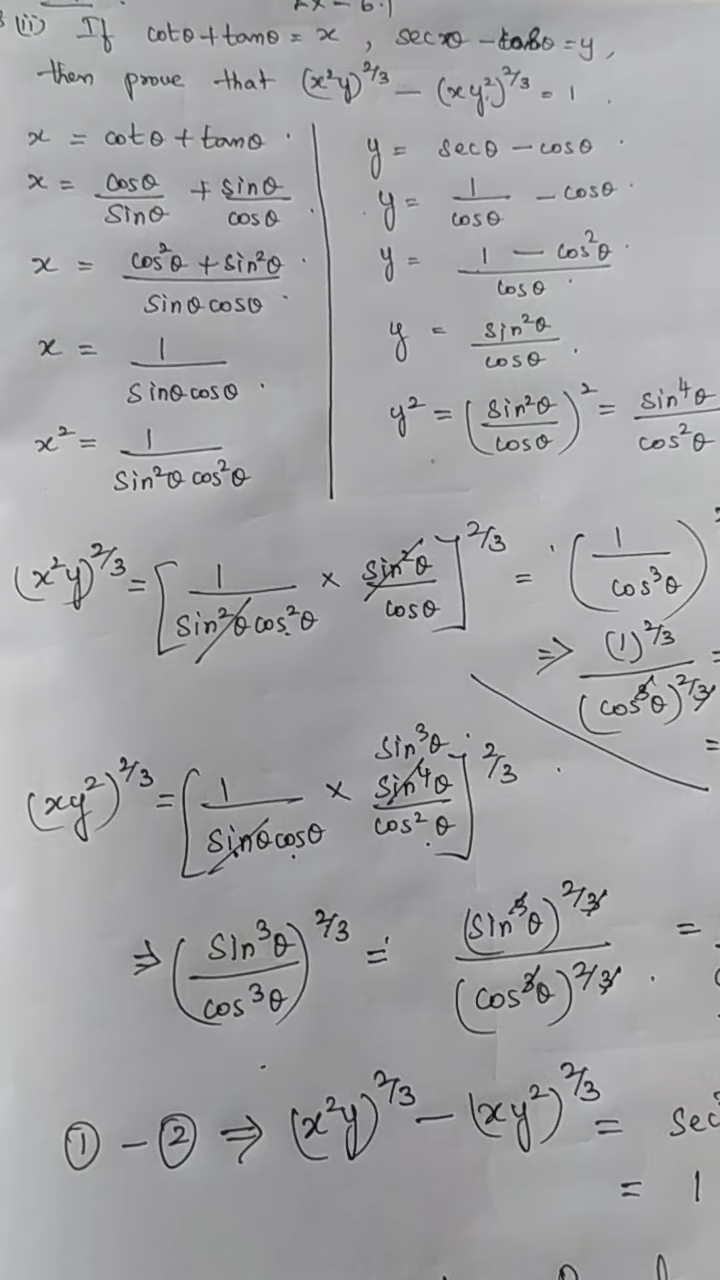 (ii) If cotθ + tanθ = x , secθ - cosθ = y ,
then prove that (x²y)^2/3 - (xy²)^2/3 = 1 .
x = cotθ + tanθ .
x = cosθ/sinθ + sinθ/cosθ .
x = (cos²θ + sin²θ)/(sinθ cosθ) .
x = 1/(sinθ cosθ) .
x² = 1/(sin²θ cos²θ)
y = secθ - cosθ .
y = 1/cosθ - cosθ .
y = (1 - cos²θ)/cosθ .
y = sin²θ/cosθ .
y² = (sin²θ/cosθ)² = sin⁴θ/cos²θ
(x²y)^2/3 = [1/(sin²θ cos²θ) × sin²θ/cosθ]^2/3 = (1/cos³θ)
⇒ (1)^2/3/(cos³θ)^2/3 =
=
sin³θ
(xy²)^2/3 = [1/(sinθ cosθ) × sin⁴θ/cos²θ]^2/3 .
⇒ (sin³θ/cos³θ)^2/3 = (sin³θ)^2/3/(cos³θ)^2/3 . =
① - ② ⇒ (x²y)^2/3 - (xy²)^2/3 = sec
= 1